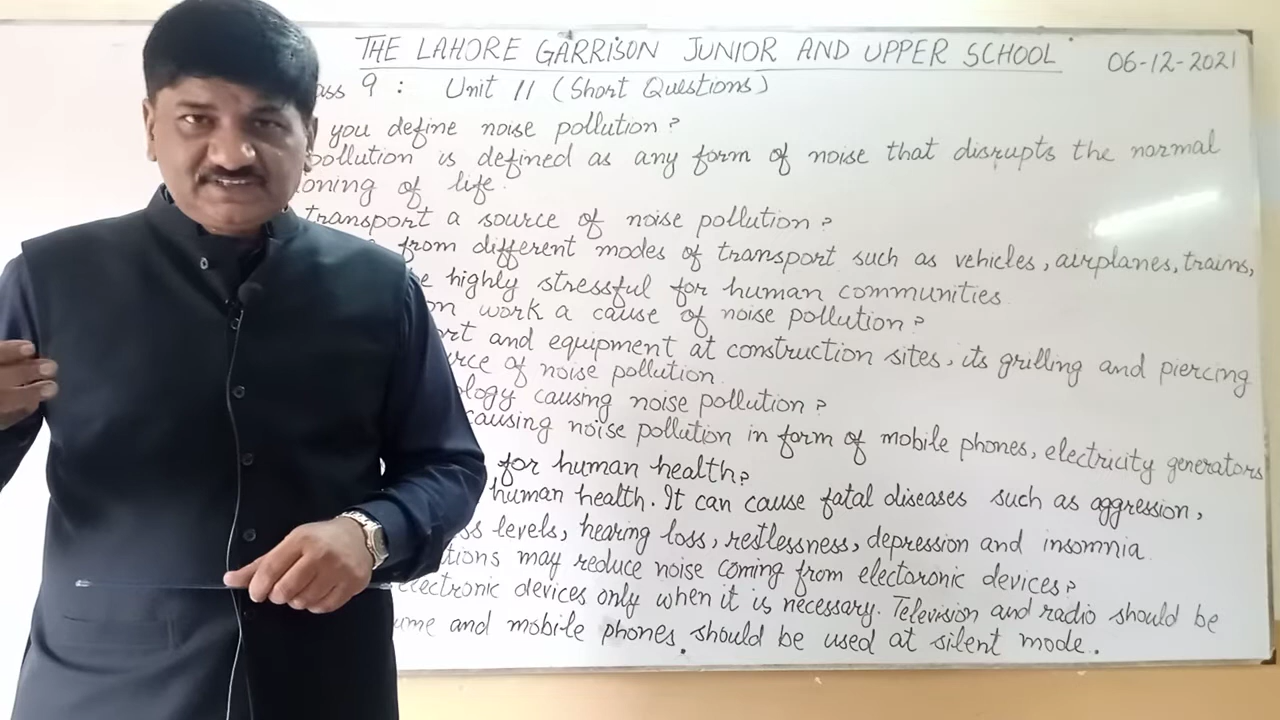 THE LAHORE GARRISON JUNIOR AND UPPER SCHOOL 06-12-2021
ass 9 : Unit 11 (Short Questions)
you define noise pollution?
pollution is defined as any form of noise that disrupts the normal
oning of life.
transport a source of noise pollution?
from different modes of transport such as vehicles, airplanes, trains,
e highly stressful for human communities.
on work a cause of noise pollution?
rt and equipment at construction sites, its grilling and piercing
rce of noise pollution.
ology causing noise pollution?
causing noise pollution in form of mobile phones, electricity generators
for human health?
human health. It can cause fatal diseases such as aggression,
ss levels, hearing loss, restlessness, depression and insomnia.
tions may reduce noise coming from electoronic devices?
electronic devices only when it is necessary. Television and radio should be
ume and mobile phones should be used at silent mode.